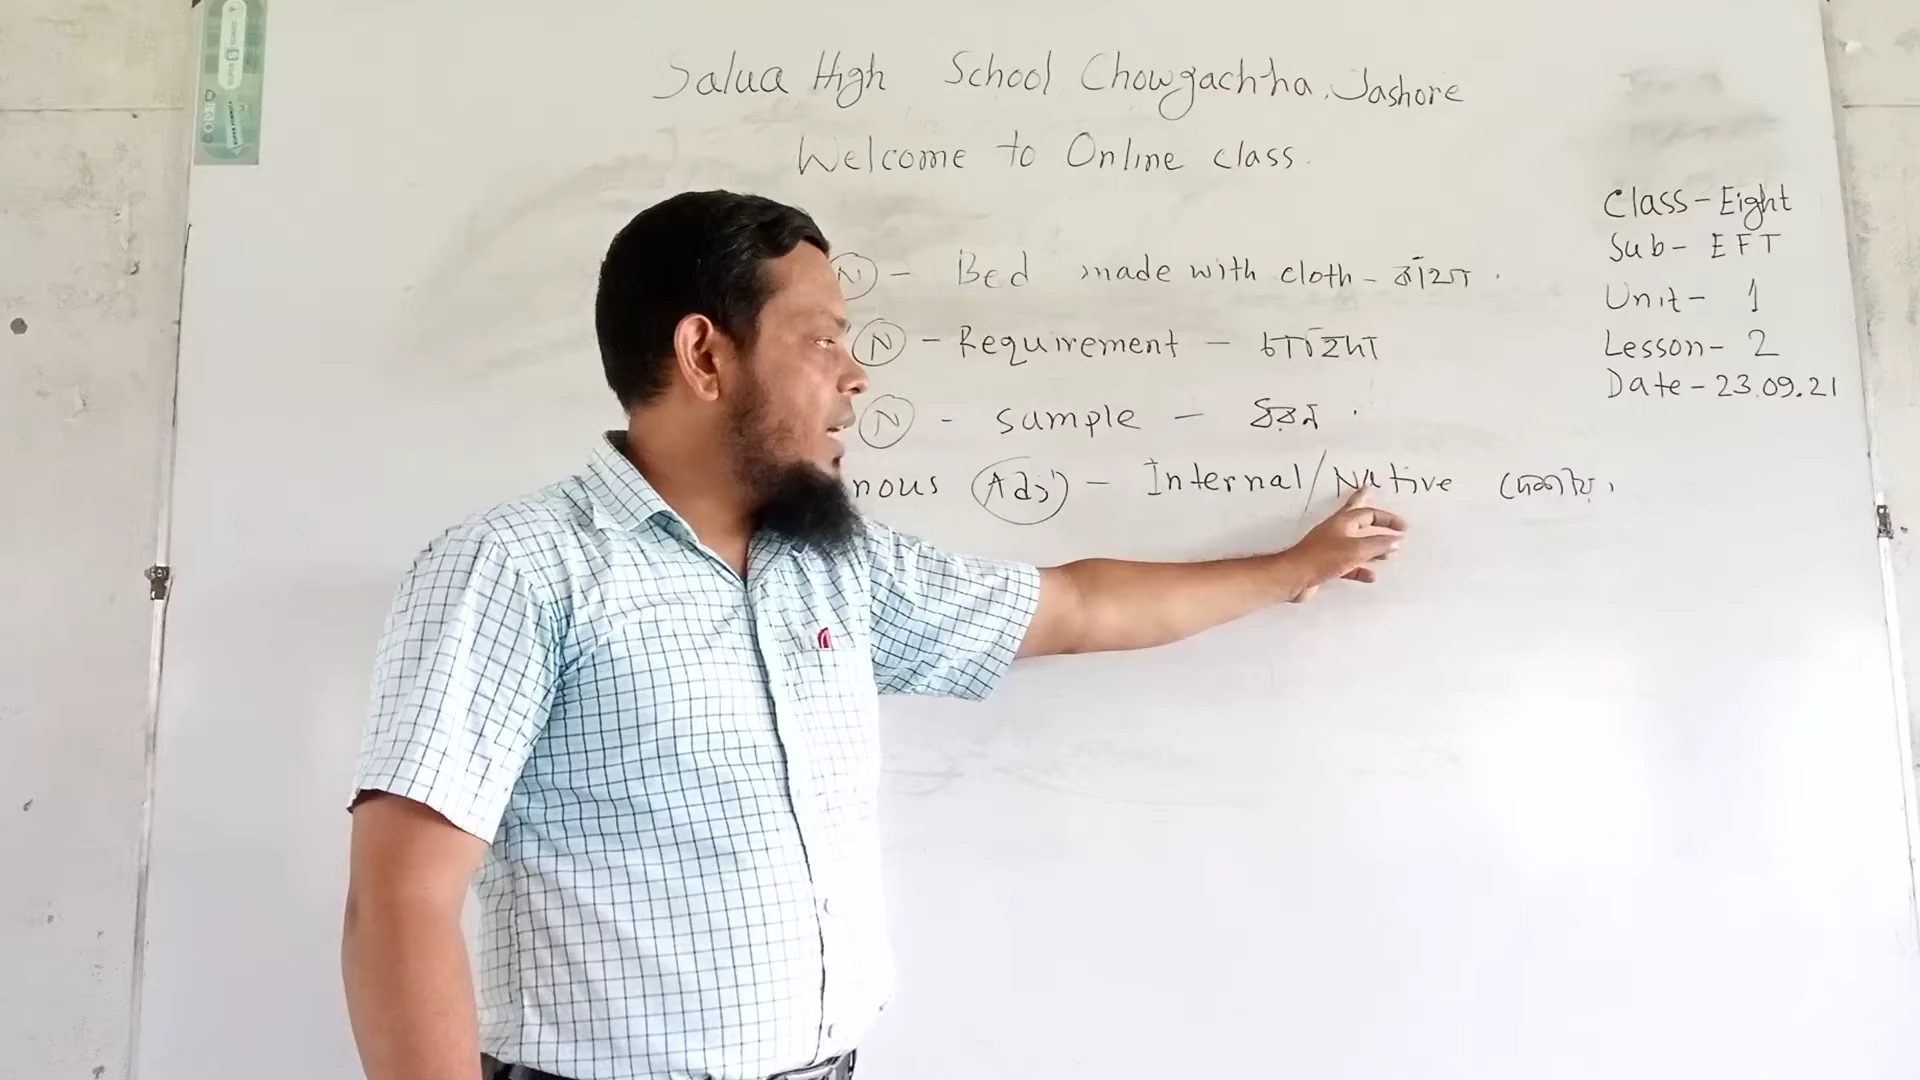 Salua High School Chowgachha, Jashore
Welcome to Online class.
N - Bed made with cloth - কাঁথা.
N - Requirement - চাহিদা
N - sample - ধরন.
nous (Adj) - Internal/Native দেশীয়,
Class - Eight
Sub - EFT
Unit - 1
Lesson - 2
Date - 23.09.21